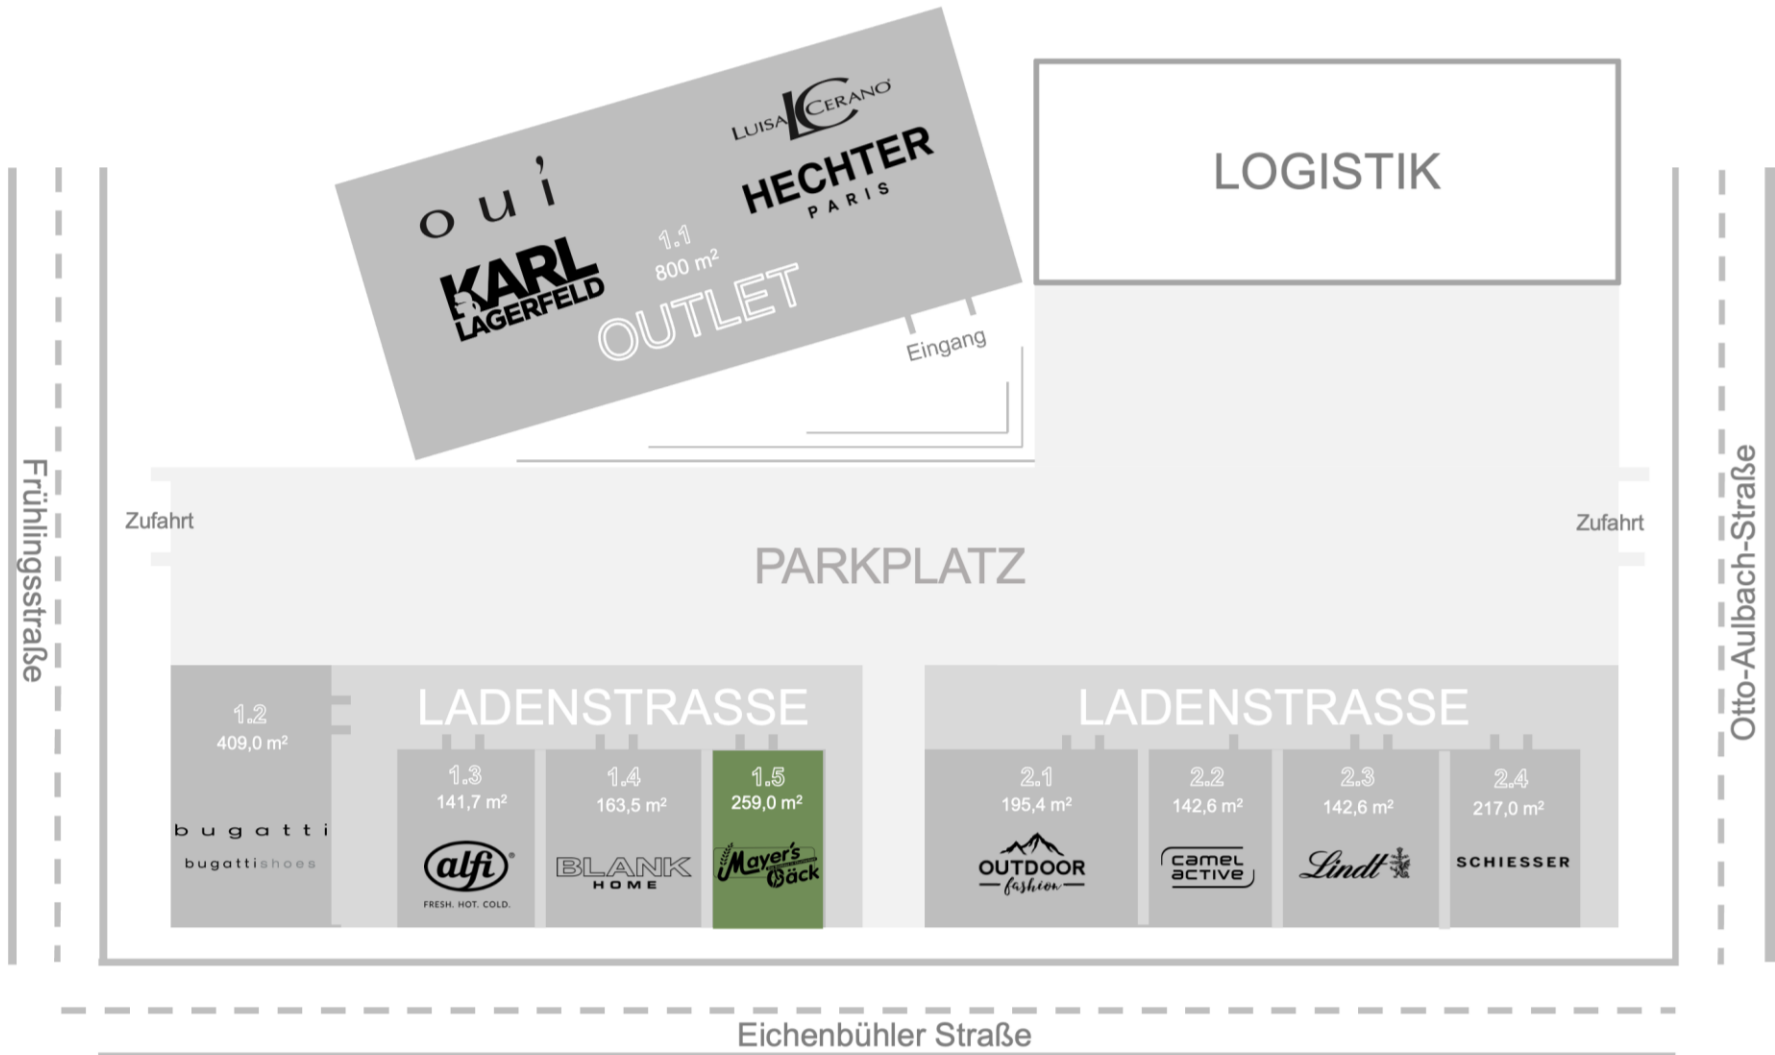 LUISA LC CERANO
oui
HECHTER
PARIS
KARL
LAGERFELD
1.1
800 m²
OUTLET
Eingang
LOGISTIK
Frühlingsstraße
Zufahrt
PARKPLATZ
Zufahrt
Otto-Aulbach-Straße
LADENSTRASSE
LADENSTRASSE
1.2
409,0 m²
bugatti
bugattishoes
1.3
141,7 m²
alfi®
FRESH. HOT. COLD.
1.4
163,5 m²
BLANK
HOME
1.5
259,0 m²
Mayer's
Bäck
2.1
195,4 m²
OUTDOOR
fashion
2.2
142,6 m²
camel
active
2.3
142,6 m²
Lindt
2.4
217,0 m²
SCHIESSER
Eichenbühler Straße